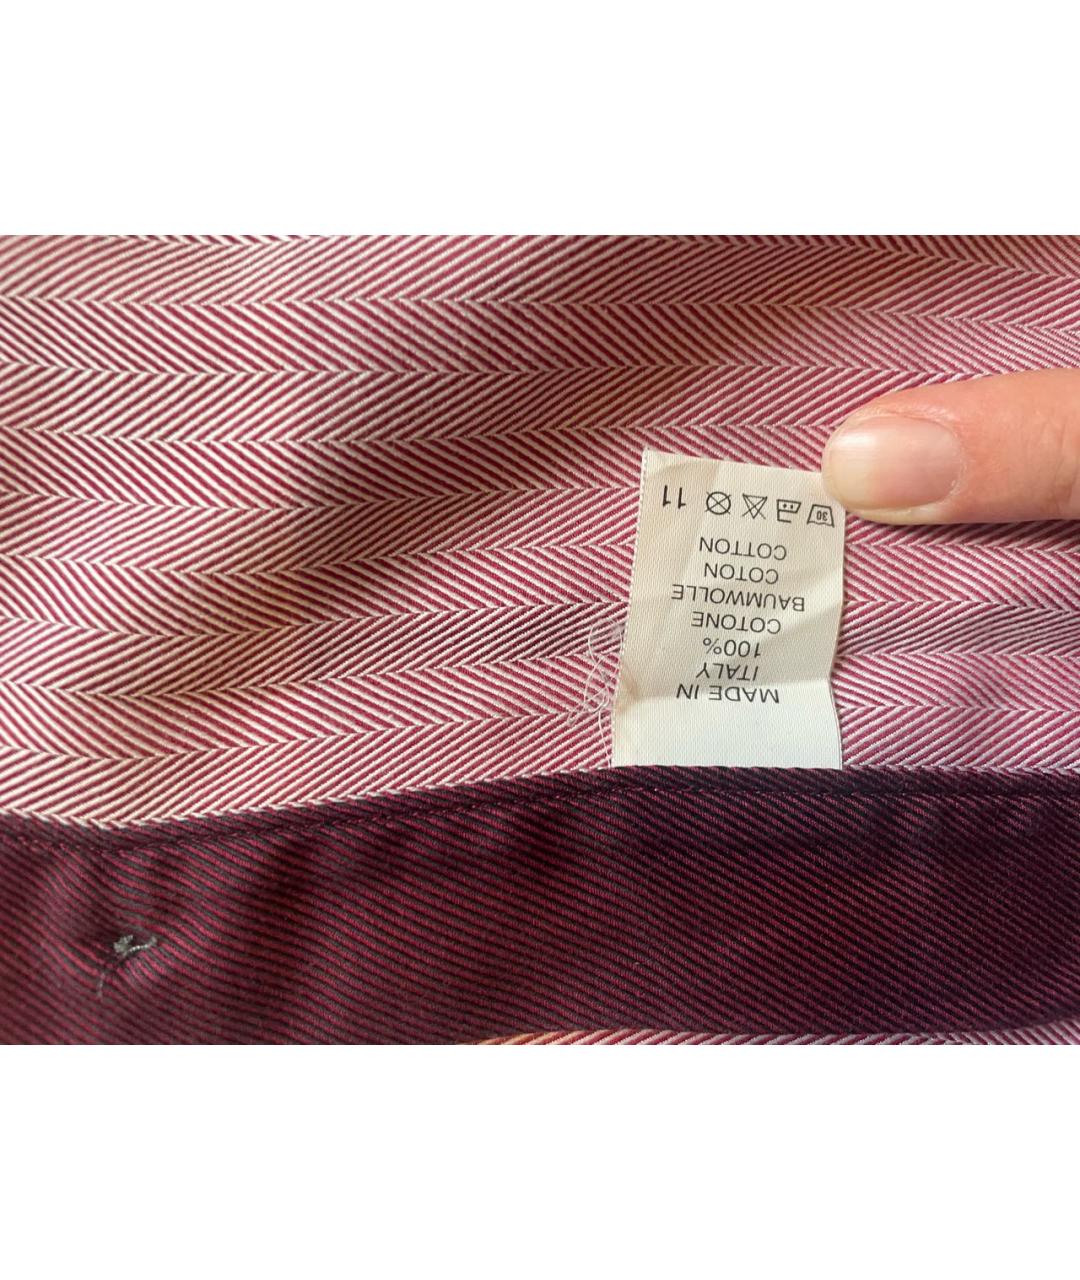 MADE IN
ITALY
100%
COTONE
BAUMWOLLE
COTON
COTTON
30 11